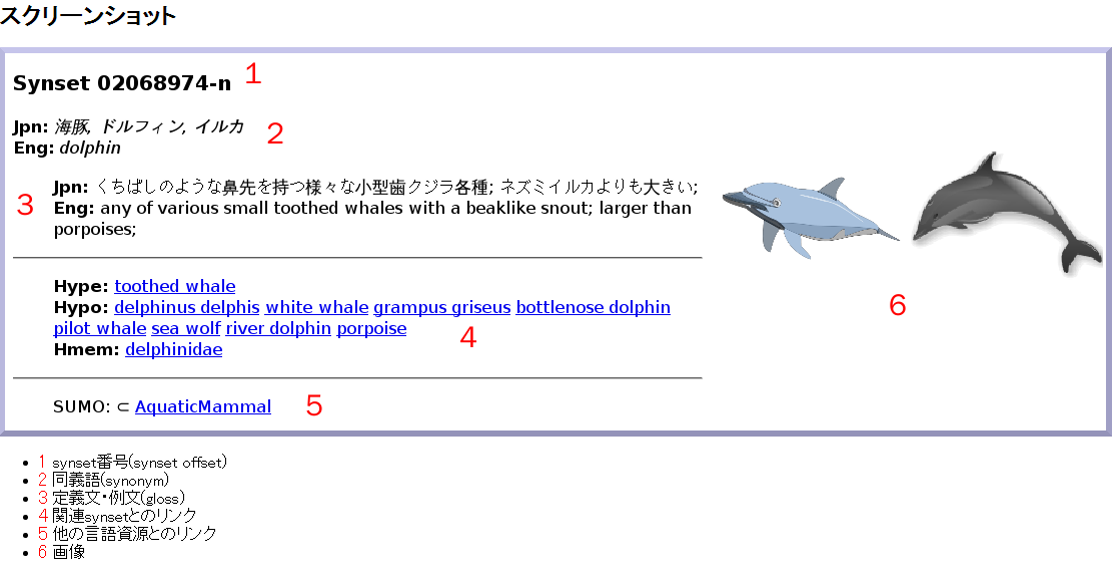 スクリーンショット
Synset 02068974-n 1
Jpn: 海豚, ドルフィン, イルカ 2
Eng: dolphin
3
Jpn: くちばしのような鼻先を持つ様々な小型歯クジラ各種; ネズミイルカよりも大きい;
Eng: any of various small toothed whales with a beaklike snout; larger than
porpoises;
Hype: toothed whale
Hypo: delphinus delphis white whale grampus griseus bottlenose dolphin
pilot whale sea wolf river dolphin porpoise 4
Hmem: delphinidae
SUMO: ⊂ AquaticMammal 5
6
• 1 synset番号(synset offset)
• 2 同義語(synonym)
• 3 定義文・例文(gloss)
• 4 関連synsetとのリンク
• 5 他の言語資源とのリンク
• 6 画像